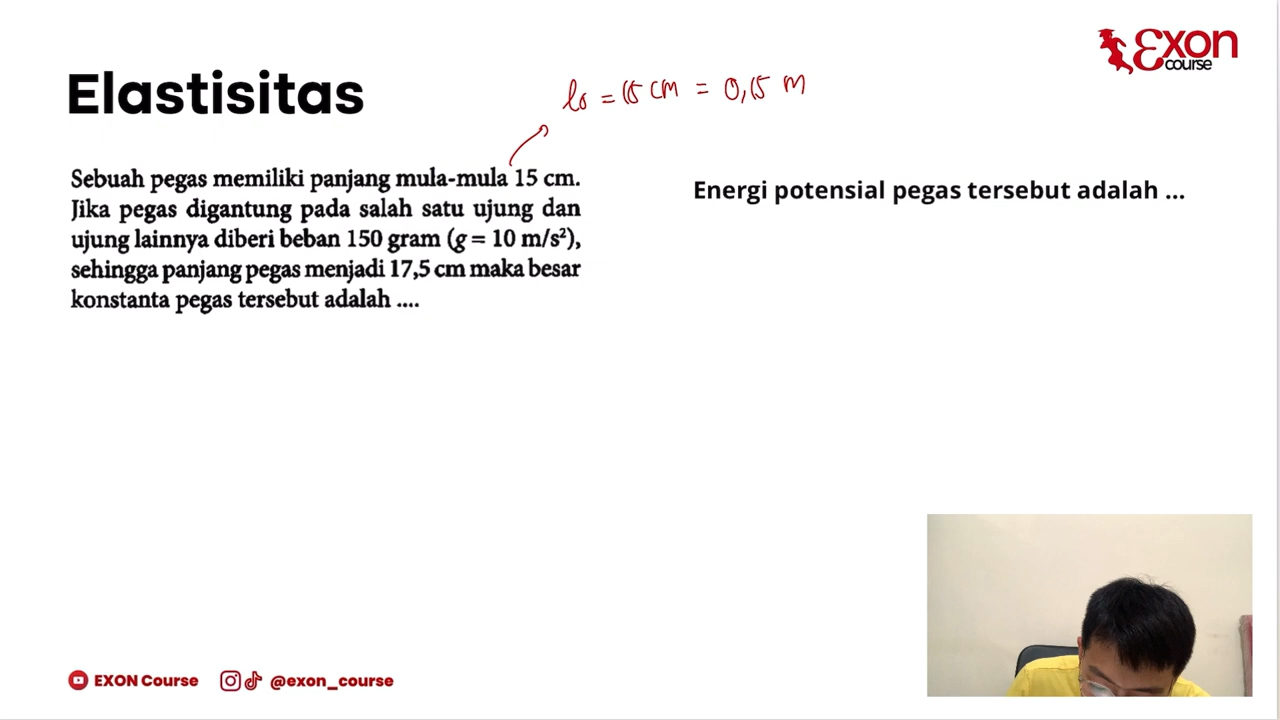 Exon
course
Elastisitas
l0 = 15 cm = 0,15 m
Sebuah pegas memiliki panjang mula-mula 15 cm.
Jika pegas digantung pada salah satu ujung dan
ujung lainnya diberi beban 150 gram (g = 10 m/s²),
sehingga panjang pegas menjadi 17,5 cm maka besar
konstanta pegas tersebut adalah ....
Energi potensial pegas tersebut adalah ...
EXON Course
@exon_course